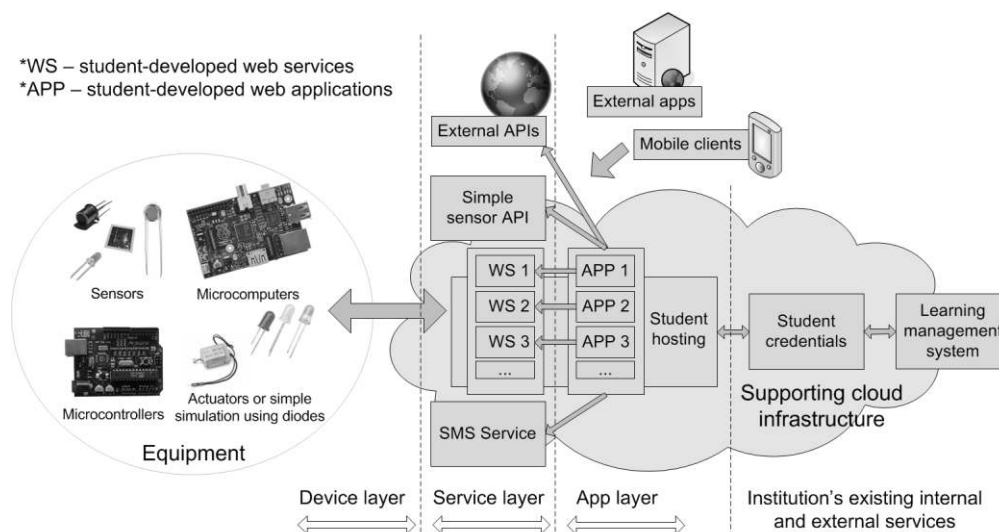 *WS – student-developed web services
*APP – student-developed web applications
External apps
External APIs
Mobile clients
Simple
sensor API
Sensors
Microcomputers
WS 1
APP 1
WS 2
APP 2
WS 3
APP 3
...
...
Student
hosting
Student
credentials
Learning
management
system
Microcontrollers
Actuators or simple
simulation using diodes
Equipment
SMS Service
Supporting cloud
infrastructure
Device layer
Service layer
App layer
Institution's existing internal
and external services